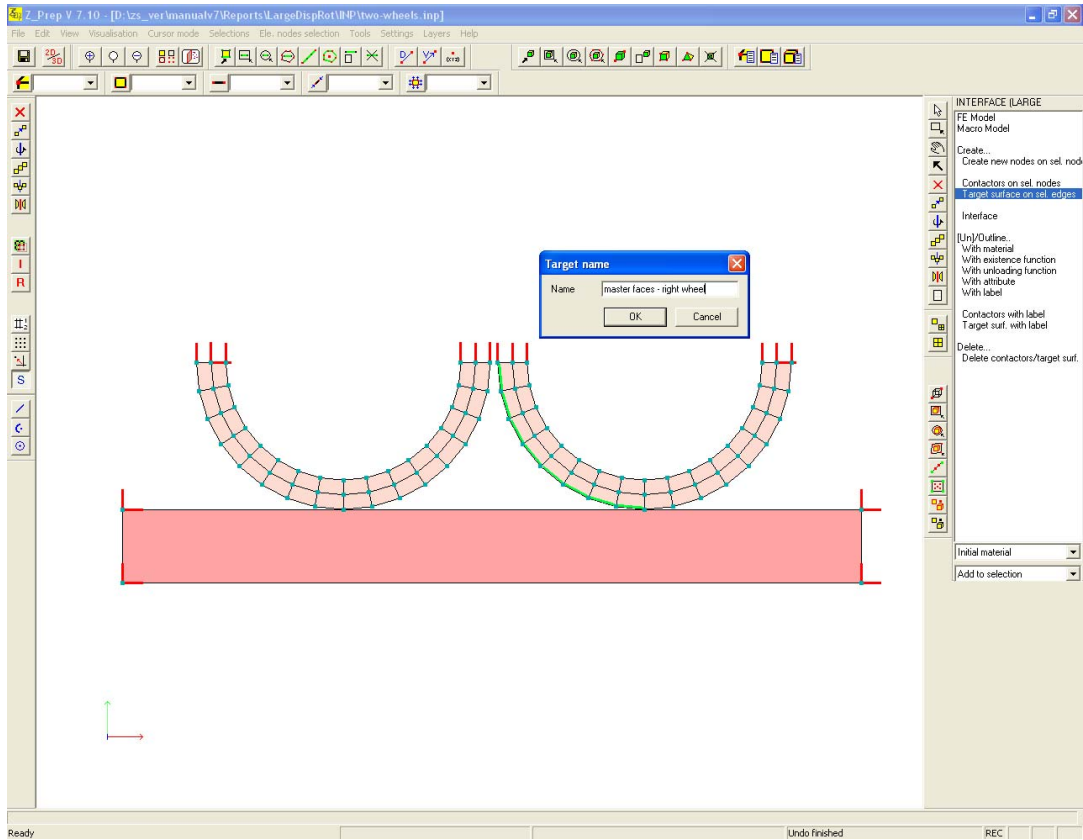 Z_Prep V 7.10 - [D:\zs_ver\manualv7\Reports\LargeDispRot\INP\two-wheels.inp]
File Edit View Visualisation Cursor mode Selections Ele. nodes selection Tools Settings Layers Help
2D/3D
INTERFACE (LARGE
FE Model
Macro Model
Create...
Create new nodes on sel. nod
Contactors on sel. nodes
Target surface on sel. edges
Interface
[Un]/Outline..
With material
With existence function
With unloading function
With attribute
With label
Contactors with label
Target surf. with label
Delete...
Delete contactors/target surf.
Target name
Name master faces - right wheel
OK Cancel
I
R
S
Initial material
Add to selection
Ready Undo finished REC